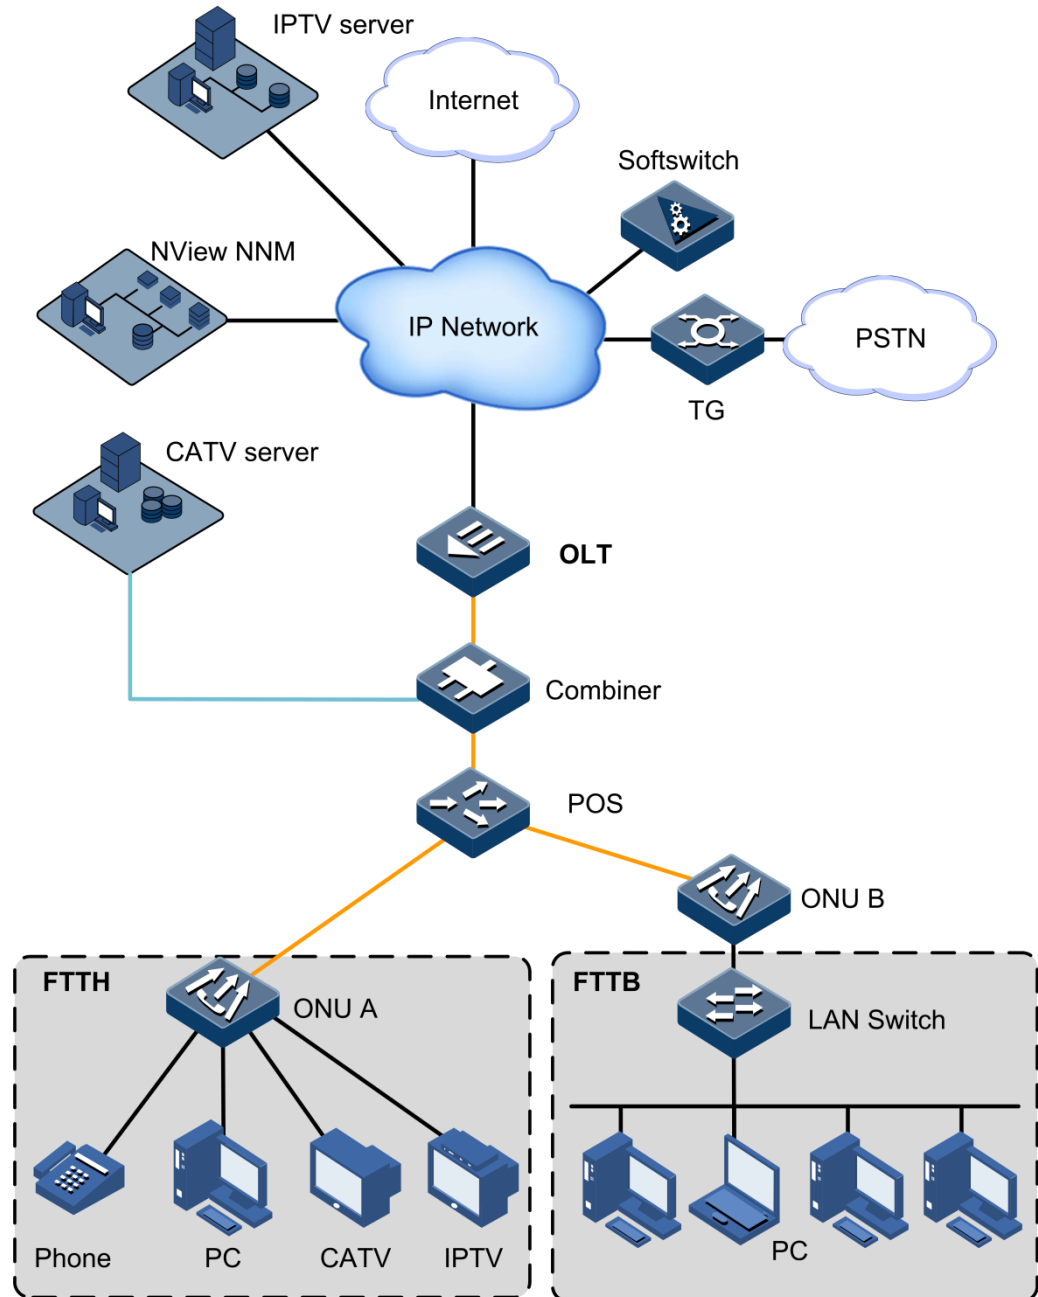 IPTV server
Internet
Softswitch
NView NNM
IP Network
PSTN
TG
CATV server
OLT
Combiner
POS
ONU B
FTTH
ONU A
FTTB
LAN Switch
Phone
PC
CATV
IPTV
PC